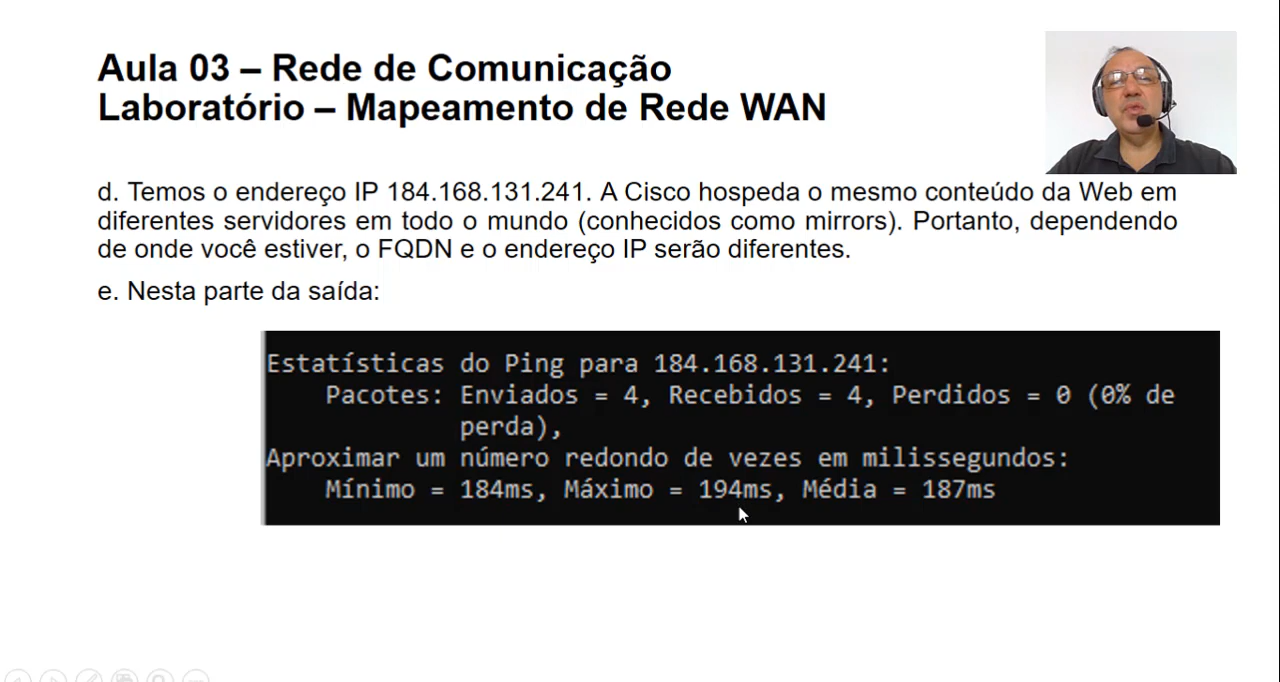 Aula 03 – Rede de Comunicação
Laboratório – Mapeamento de Rede WAN
d. Temos o endereço IP 184.168.131.241. A Cisco hospeda o mesmo conteúdo da Web em
diferentes servidores em todo o mundo (conhecidos como mirrors). Portanto, dependendo
de onde você estiver, o FQDN e o endereço IP serão diferentes.
e. Nesta parte da saída:
Estatísticas do Ping para 184.168.131.241:
Pacotes: Enviados = 4, Recebidos = 4, Perdidos = 0 (0% de
perda),
Aproximar um número redondo de vezes em milissegundos:
Mínimo = 184ms, Máximo = 194ms, Média = 187ms